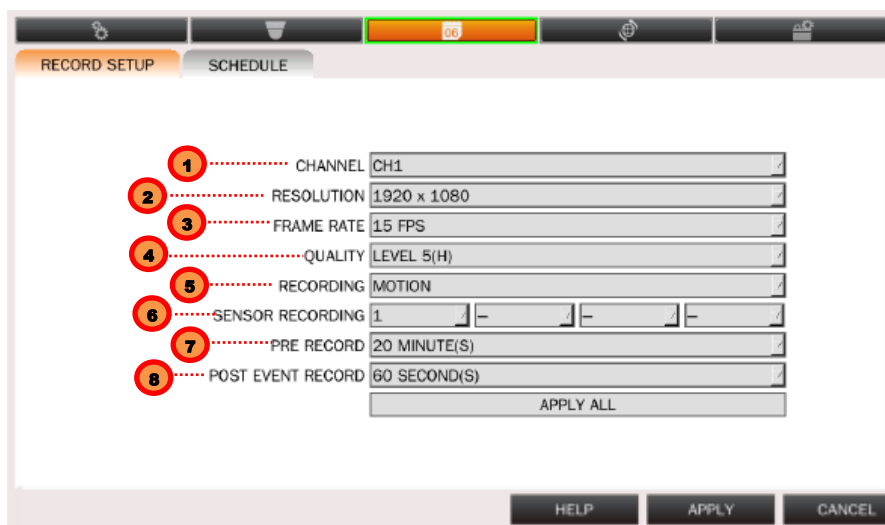 06
RECORD SETUP SCHEDULE
1 CHANNEL CH1
2 RESOLUTION 1920 x 1080
3 FRAME RATE 15 FPS
4 QUALITY LEVEL 5(H)
5 RECORDING MOTION
6 SENSOR RECORDING 1 – – –
7 PRE RECORD 20 MINUTE(S)
8 POST EVENT RECORD 60 SECOND(S)
APPLY ALL
HELP APPLY CANCEL